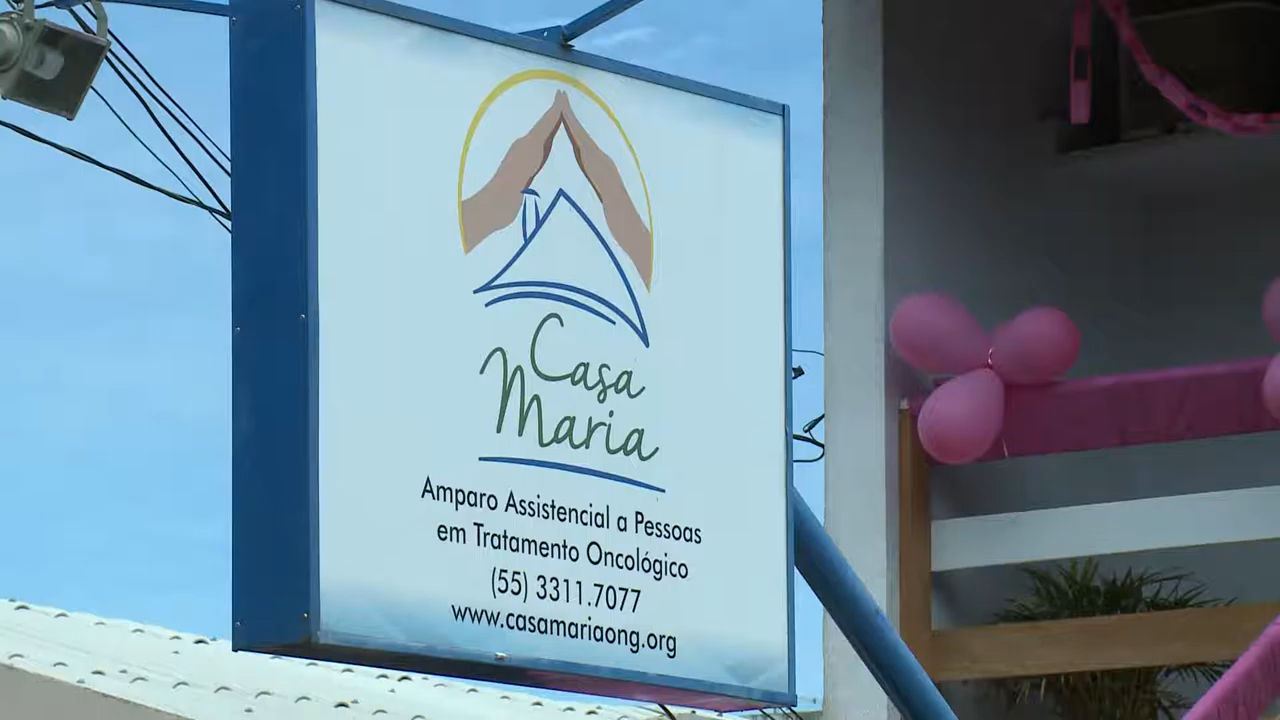 Casa
Maria
Amparo Assistencial a Pessoas
em Tratamento Oncológico
(55) 3311.7077
www.casamariaong.org